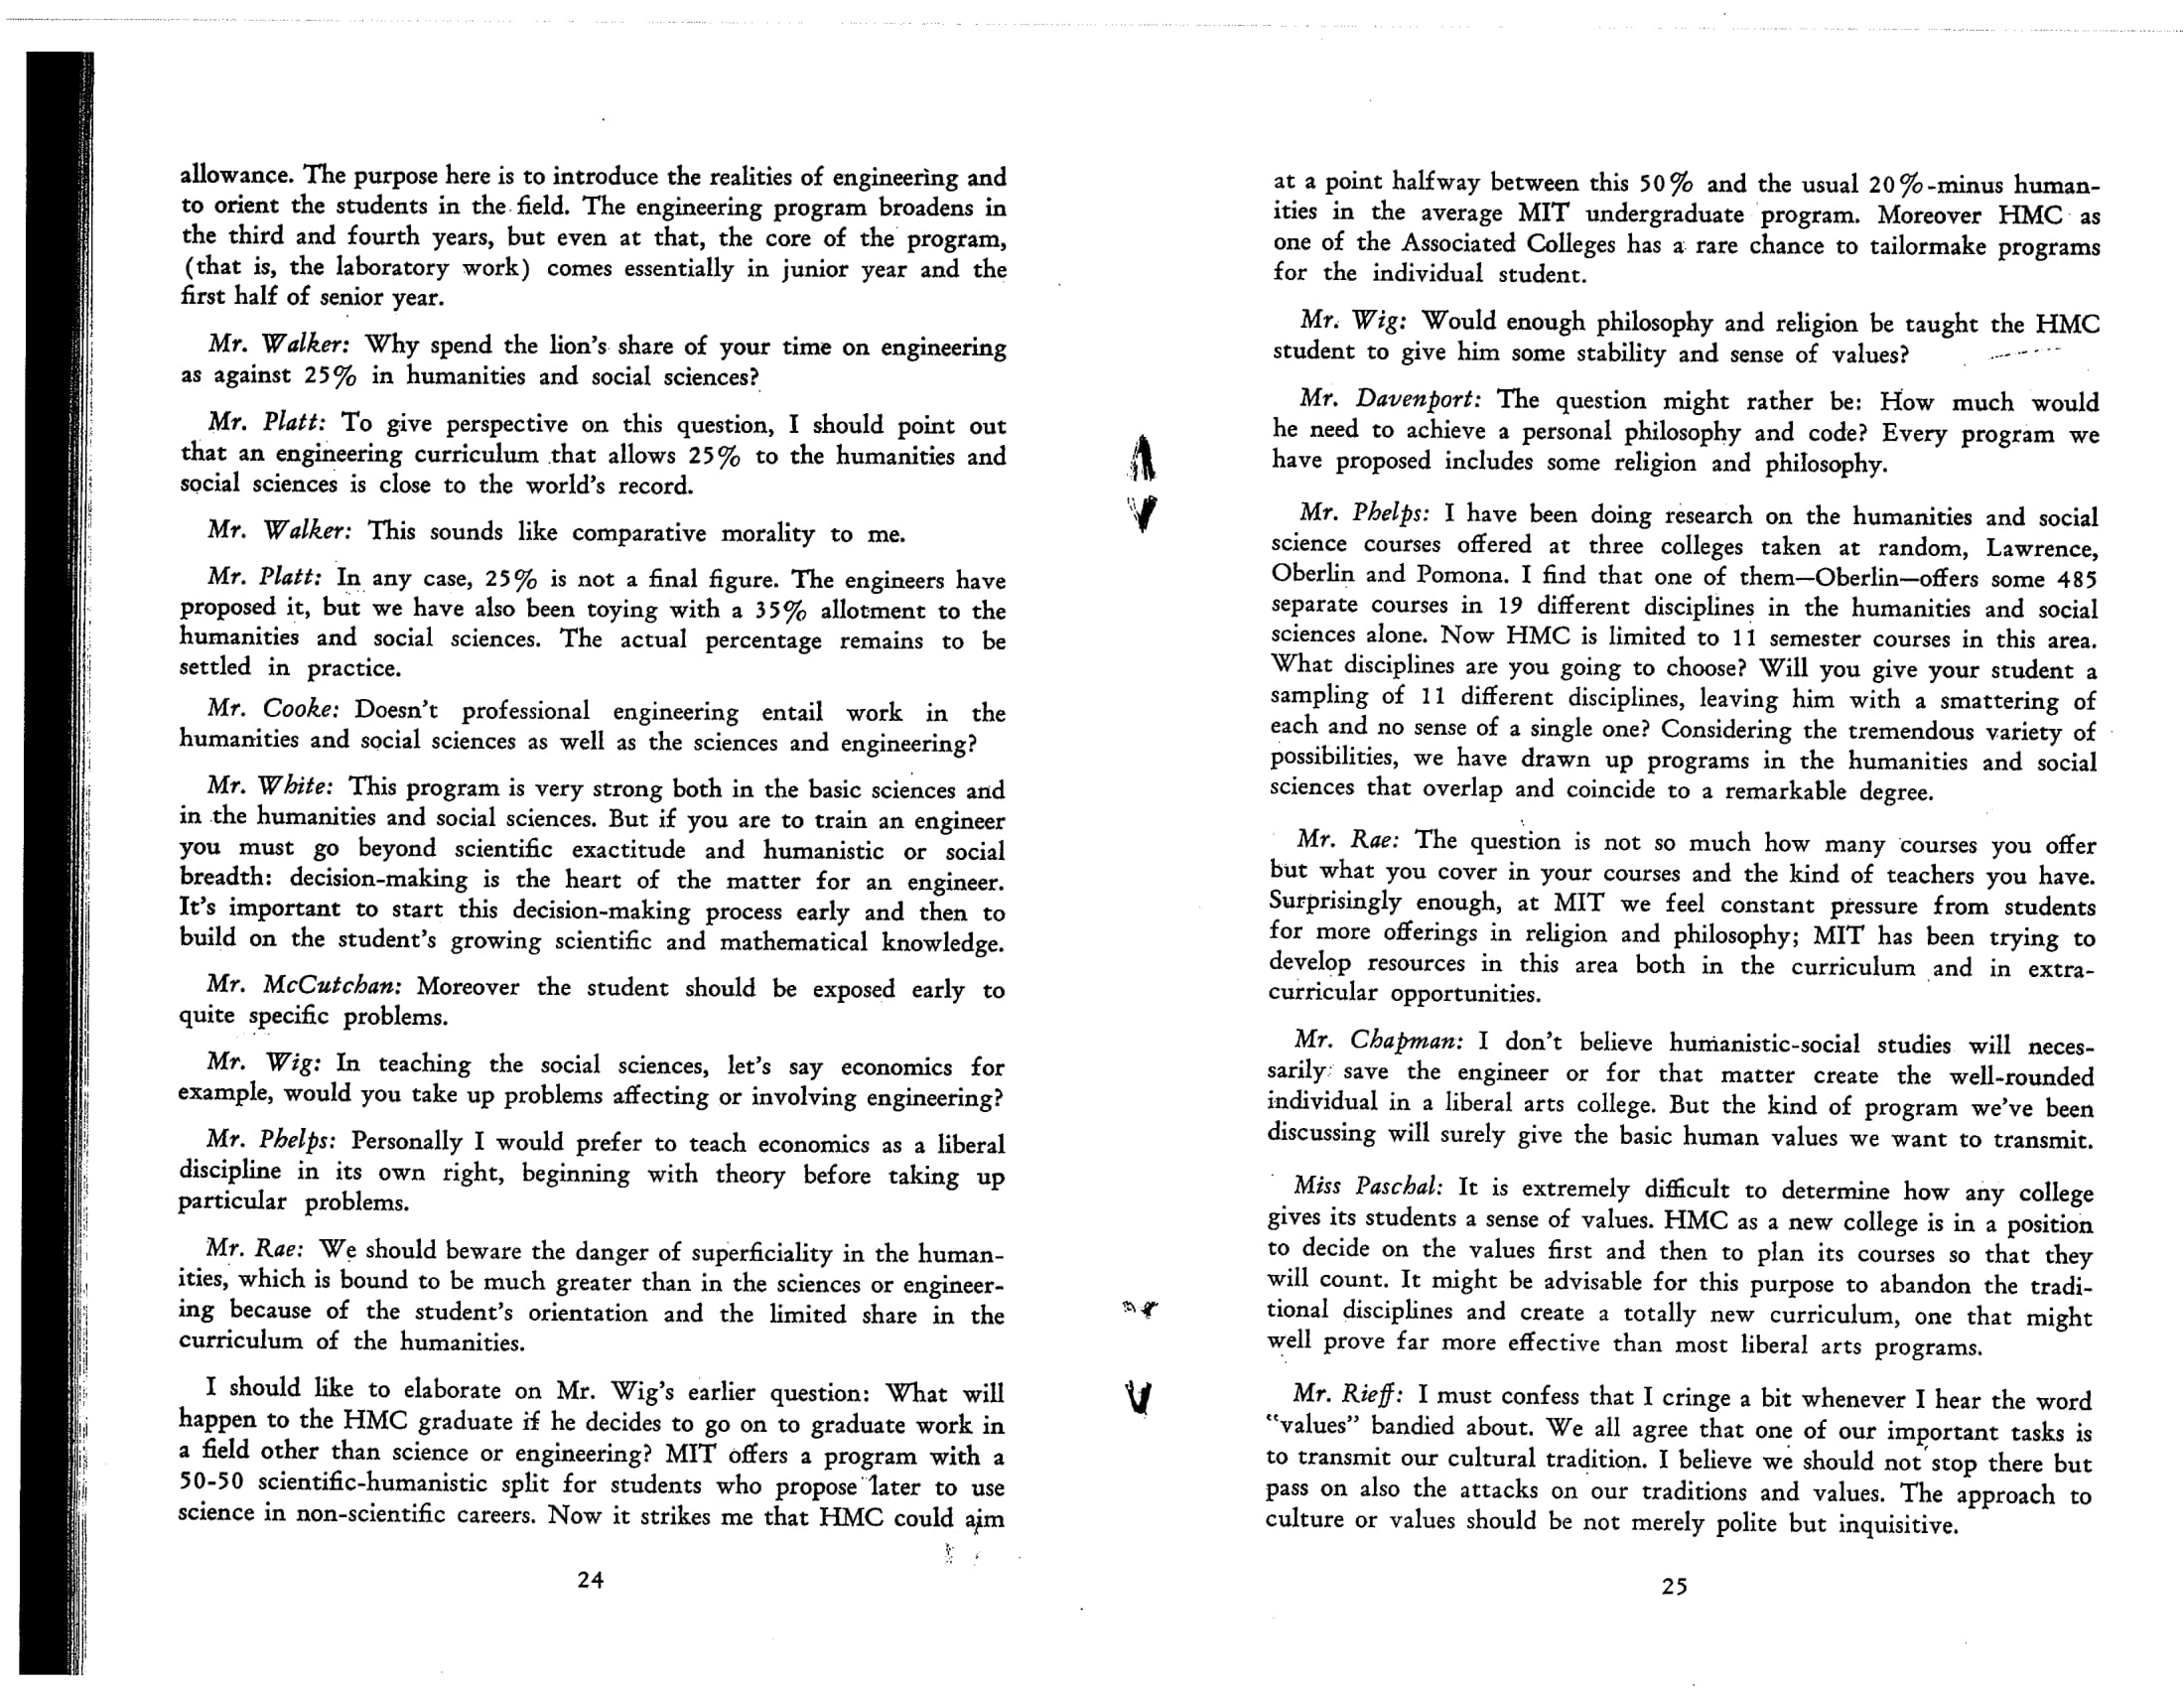 allowance. The purpose here is to introduce the realities of engineering and
to orient the students in the field. The engineering program broadens in
the third and fourth years, but even at that, the core of the program,
(that is, the laboratory work) comes essentially in junior year and the
first half of senior year.
Mr. Walker: Why spend the lion's share of your time on engineering
as against 25% in humanities and social sciences?
Mr. Platt: To give perspective on this question, I should point out
that an engineering curriculum that allows 25% to the humanities and
social sciences is close to the world's record.
Mr. Walker: This sounds like comparative morality to me.
Mr. Platt: In any case, 25% is not a final figure. The engineers have
proposed it, but we have also been toying with a 35% allotment to the
humanities and social sciences. The actual percentage remains to be
settled in practice.
Mr. Cooke: Doesn't professional engineering entail work in the
humanities and social sciences as well as the sciences and engineering?
Mr. White: This program is very strong both in the basic sciences and
in the humanities and social sciences. But if you are to train an engineer
you must go beyond scientific exactitude and humanistic or social
breadth: decision-making is the heart of the matter for an engineer.
It's important to start this decision-making process early and then to
build on the student's growing scientific and mathematical knowledge.
Mr. McCutchan: Moreover the student should be exposed early to
quite specific problems.
Mr. Wig: In teaching the social sciences, let's say economics for
example, would you take up problems affecting or involving engineering?
Mr. Phelps: Personally I would prefer to teach economics as a liberal
discipline in its own right, beginning with theory before taking up
particular problems.
Mr. Rae: We should beware the danger of superficiality in the human-
ities, which is bound to be much greater than in the sciences or engineer-
ing because of the student's orientation and the limited share in the
curriculum of the humanities.
I should like to elaborate on Mr. Wig's earlier question: What will
happen to the HMC graduate if he decides to go on to graduate work in
a field other than science or engineering? MIT offers a program with a
50-50 scientific-humanistic split for students who propose later to use
science in non-scientific careers. Now it strikes me that HMC could aim
24
at a point halfway between this 50% and the usual 20%-minus human-
ities in the average MIT undergraduate program. Moreover HMC as
one of the Associated Colleges has a rare chance to tailormake programs
for the individual student.
Mr. Wig: Would enough philosophy and religion be taught the HMC
student to give him some stability and sense of values?
Mr. Davenport: The question might rather be: How much would
he need to achieve a personal philosophy and code? Every program we
have proposed includes some religion and philosophy.
Mr. Phelps: I have been doing research on the humanities and social
science courses offered at three colleges taken at random, Lawrence,
Oberlin and Pomona. I find that one of them—Oberlin—offers some 485
separate courses in 19 different disciplines in the humanities and social
sciences alone. Now HMC is limited to 11 semester courses in this area.
What disciplines are you going to choose? Will you give your student a
sampling of 11 different disciplines, leaving him with a smattering of
each and no sense of a single one? Considering the tremendous variety of
possibilities, we have drawn up programs in the humanities and social
sciences that overlap and coincide to a remarkable degree.
Mr. Rae: The question is not so much how many courses you offer
but what you cover in your courses and the kind of teachers you have.
Surprisingly enough, at MIT we feel constant pressure from students
for more offerings in religion and philosophy; MIT has been trying to
develop resources in this area both in the curriculum and in extra-
curricular opportunities.
Mr. Chapman: I don't believe humanistic-social studies will neces-
sarily save the engineer or for that matter create the well-rounded
individual in a liberal arts college. But the kind of program we've been
discussing will surely give the basic human values we want to transmit.
Miss Paschal: It is extremely difficult to determine how any college
gives its students a sense of values. HMC as a new college is in a position
to decide on the values first and then to plan its courses so that they
will count. It might be advisable for this purpose to abandon the tradi-
tional disciplines and create a totally new curriculum, one that might
well prove far more effective than most liberal arts programs.
Mr. Rieff: I must confess that I cringe a bit whenever I hear the word
"values" bandied about. We all agree that one of our important tasks is
to transmit our cultural tradition. I believe we should not stop there but
pass on also the attacks on our traditions and values. The approach to
culture or values should be not merely polite but inquisitive.
25